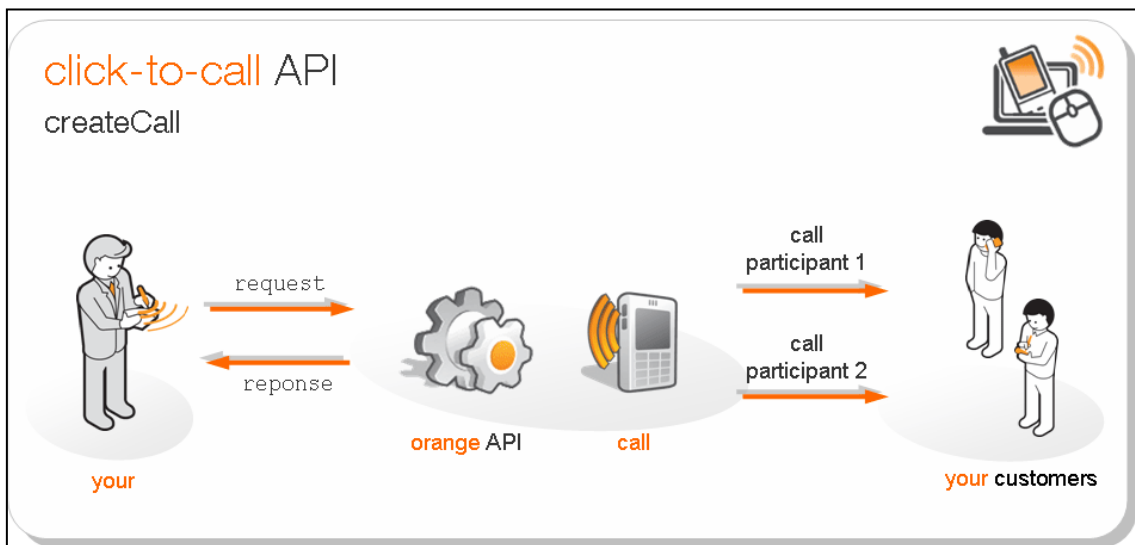 click-to-call API
createCall
call
participant 1
request
call
participant 2
reponse
orange API
call
your
your customers